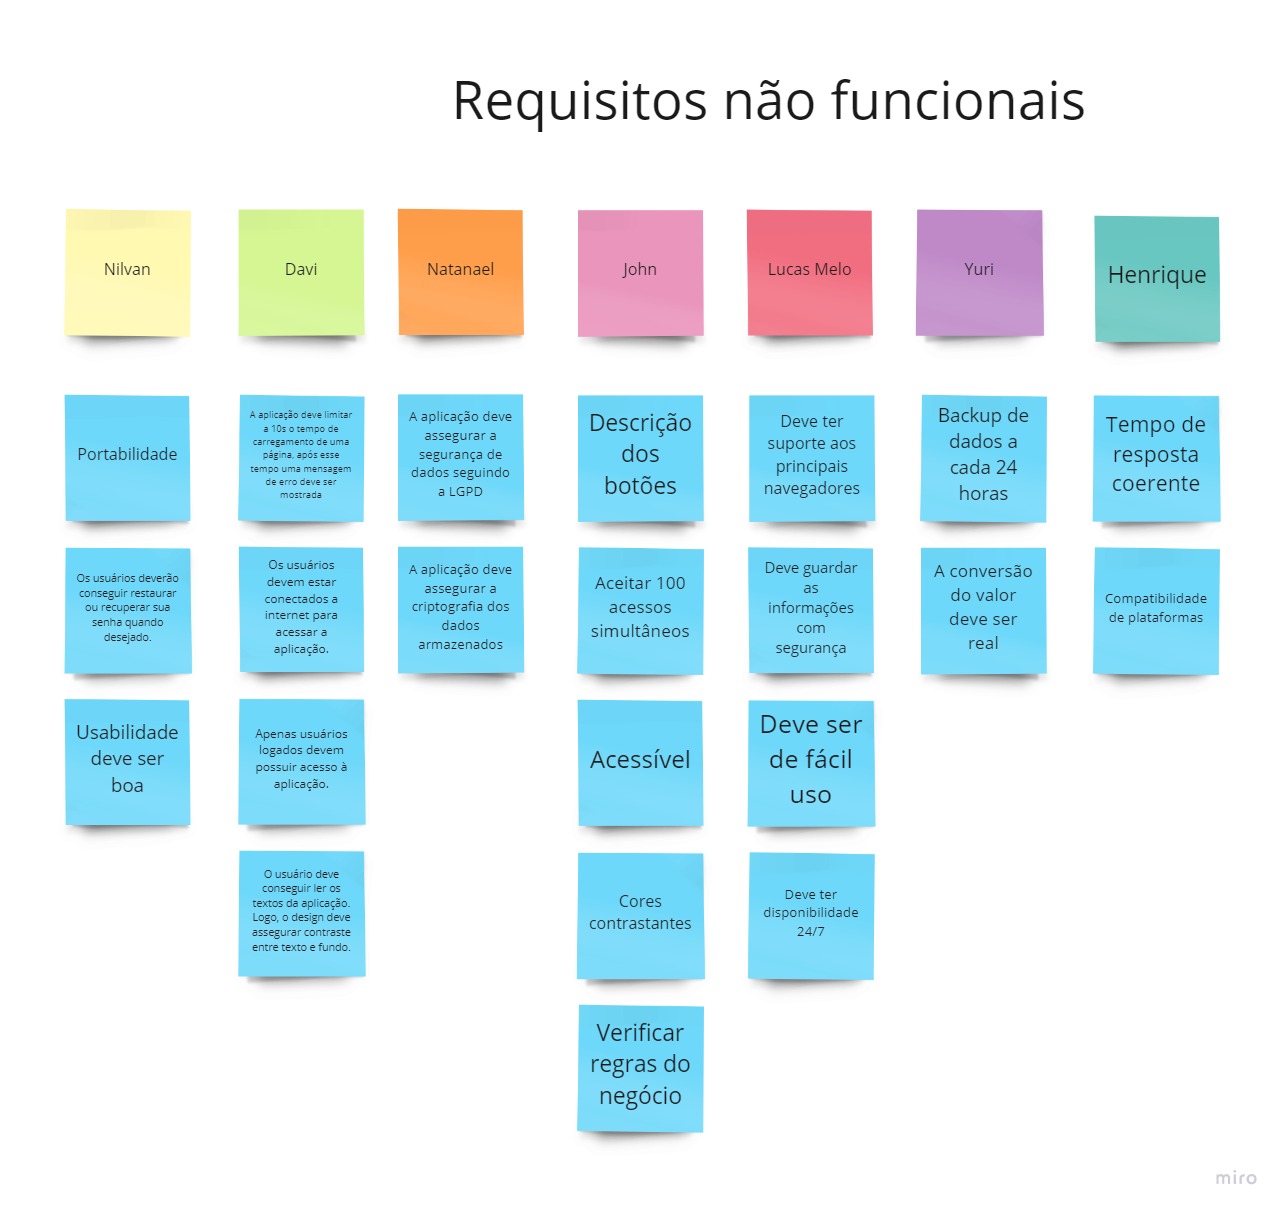 Requisitos não funcionais
Nilvan
Davi
Natanael
John
Lucas Melo
Yuri
Henrique
Portabilidade
A aplicação deve limitar
a 10s o tempo de
carregamento de uma
página, após esse
tempo uma mensagem
de erro deve ser
mostrada
A aplicação deve
assegurar a
segurança de
dados seguindo
a LGPD
Descrição
dos
botões
Deve ter
suporte aos
principais
navegadores
Backup de
dados a
cada 24
horas
Tempo de
resposta
coerente
Os usuários deverão
conseguir restaurar
ou recuperar sua
senha quando
desejado.
Os usuários
devem estar
conectados a
internet para
acessar a
aplicação.
A aplicação deve
assegurar a
criptografia dos
dados
armazenados
Aceitar 100
acessos
simultâneos
Deve guardar
as
informações
com
segurança
A conversão
do valor
deve ser
real
Compatibilidade
de plataformas
Usabilidade
deve ser
boa
Apenas usuários
logados devem
possuir acesso à
aplicação.
Acessível
Deve ser
de fácil
uso
O usuário deve
conseguir ler os
textos da aplicação.
Logo, o design deve
assegurar contraste
entre texto e fundo.
Cores
contrastantes
Deve ter
disponibilidade
24/7
Verificar
regras do
negócio
miro